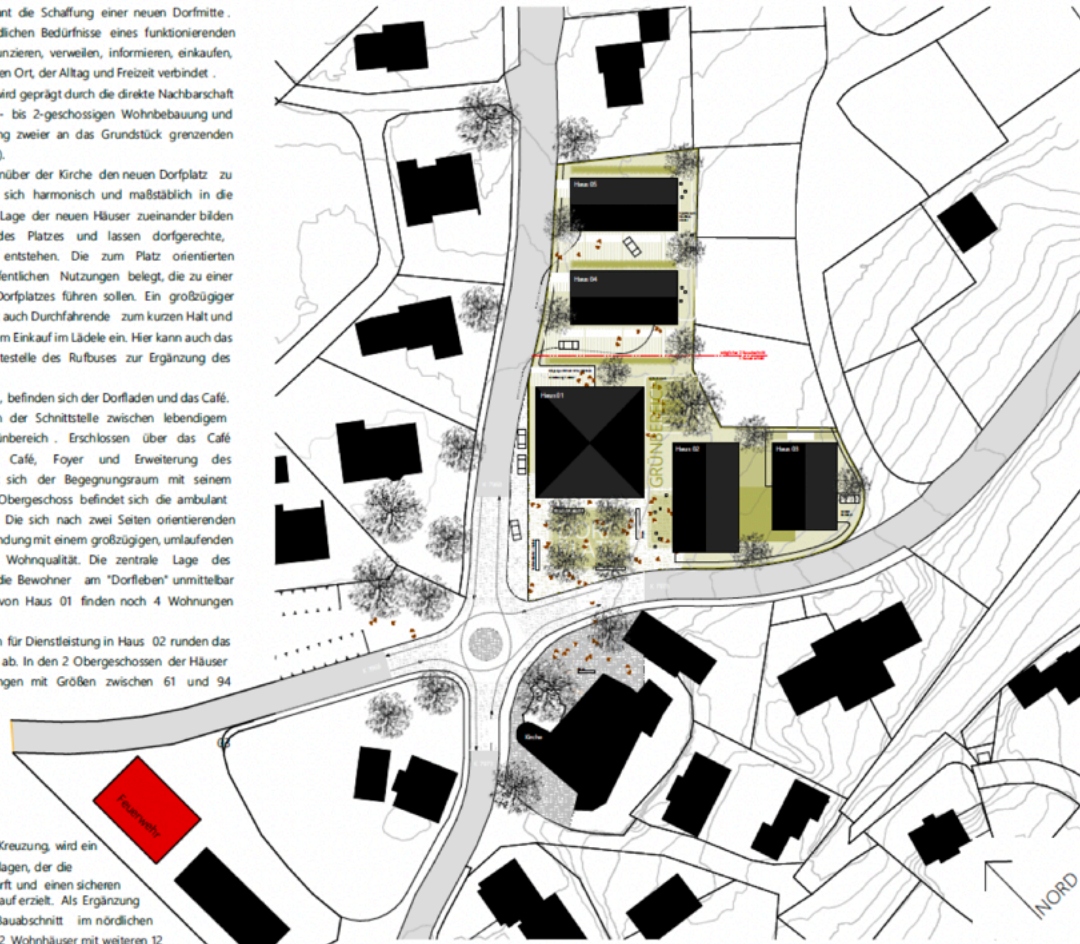 ant die Schaffung einer neuen Dorfmitte .
dlichen Bedürfnisse eines funktionierenden
unzieren, verweilen, informieren, einkaufen,
en Ort, der Alltag und Freizeit verbindet .
wird geprägt durch die direkte Nachbarschaft
- bis 2-geschossigen Wohnbebauung und
ng zweier an das Grundstück grenzenden
).
nüber der Kirche den neuen Dorfplatz zu
sich harmonisch und maßstäblich in die
Lage der neuen Häuser zueinander bilden
des Platzes und lassen dorfgerechte,
entstehen. Die zum Platz orientierten
fentlichen Nutzungen belegt, die zu einer
Dorfplatzes führen sollen. Ein großzügiger
auch Durchfahrende zum kurzen Halt und
m Einkauf im Lädele ein. Hier kann auch das
testelle des Rufbuses zur Ergänzung des
, befinden sich der Dorfladen und das Café.
n der Schnittstelle zwischen lebendigem
ünbereich . Erschlossen über das Café
Café, Foyer und Erweiterung des
sich der Begegnungsraum mit seinem
Obergeschoss befindet sich die ambulant
Die sich nach zwei Seiten orientierenden
ndung mit einem großzügigen, umlaufenden
Wohnqualität. Die zentrale Lage des
die Bewohner am "Dorfleben" unmittelbar
von Haus 01 finden noch 4 Wohnungen
n für Dienstleistung in Haus 02 runden das
ab. In den 2 Obergeschossen der Häuser
ngen mit Größen zwischen 61 und 94
Kreuzung, wird ein
lagen, der die
rft und einen sicheren
auf erzielt. Als Ergänzung
Bauabschnitt im nördlichen
2 Wohnhäuser mit weiteren 12
Haus 05
Haus 04
Haus 01
GRÜNBEREICH
Haus 02
Haus 03
Kirche
Feuerwehr
NORD